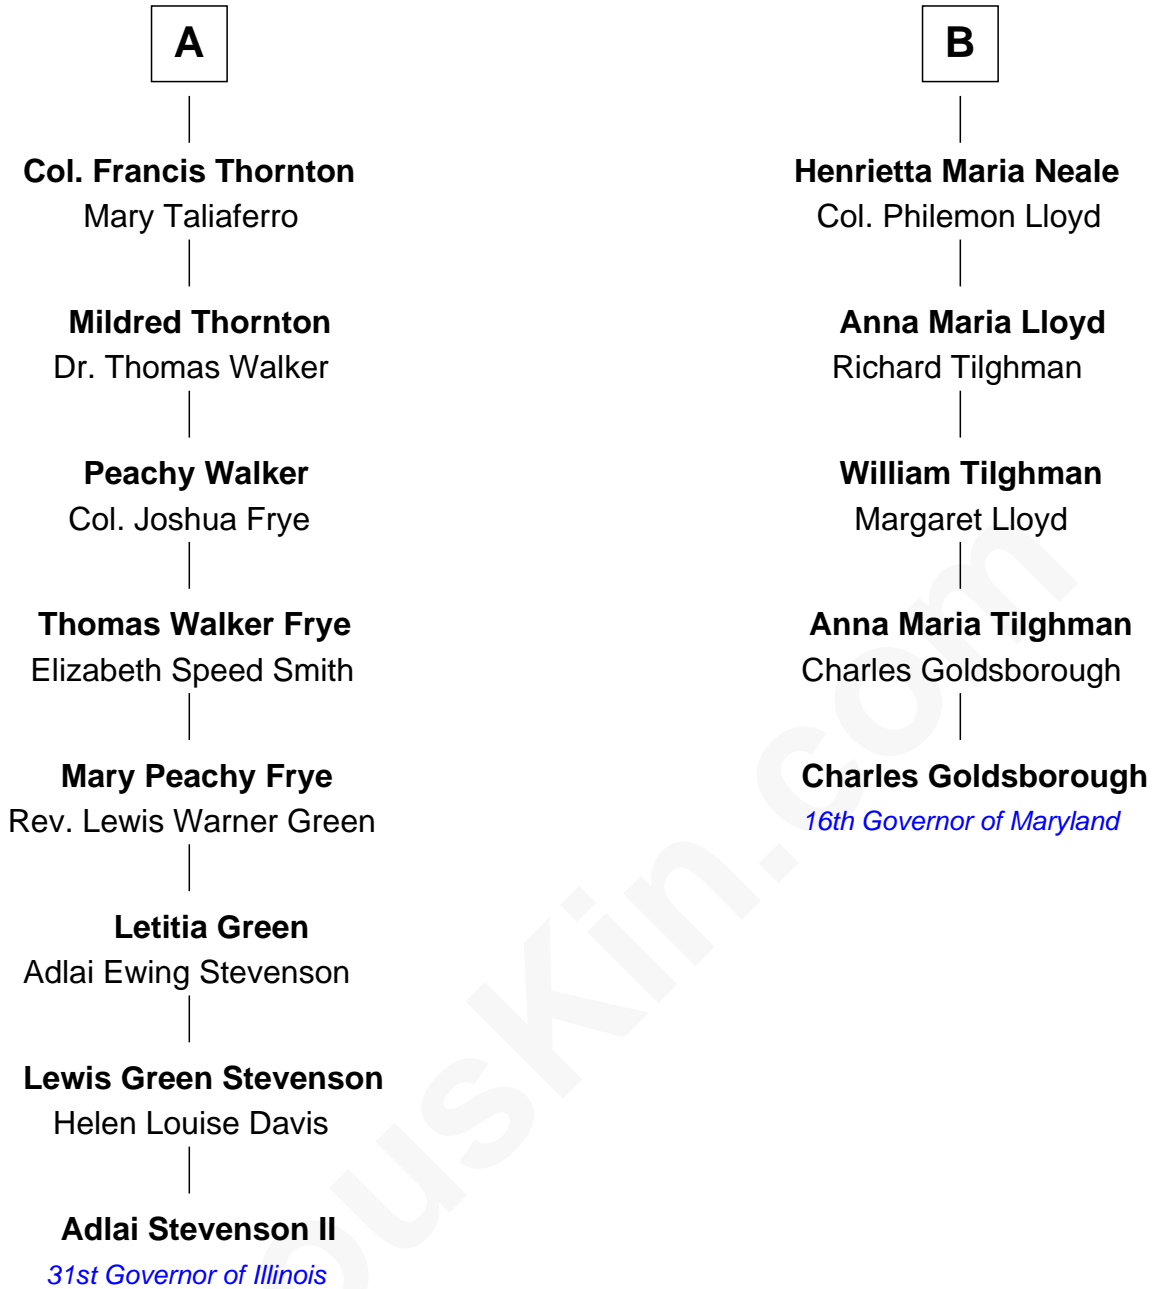 A
Col. Francis Thornton
Mary Taliaferro
Mildred Thornton
Dr. Thomas Walker
Peachy Walker
Col. Joshua Frye
Thomas Walker Frye
Elizabeth Speed Smith
Mary Peachy Frye
Rev. Lewis Warner Green
Letitia Green
Adlai Ewing Stevenson
Lewis Green Stevenson
Helen Louise Davis
Adlai Stevenson II
31st Governor of Illinois
B
Henrietta Maria Neale
Col. Philemon Lloyd
Anna Maria Lloyd
Richard Tilghman
William Tilghman
Margaret Lloyd
Anna Maria Tilghman
Charles Goldsborough
Charles Goldsborough
16th Governor of Maryland
ousKin.com